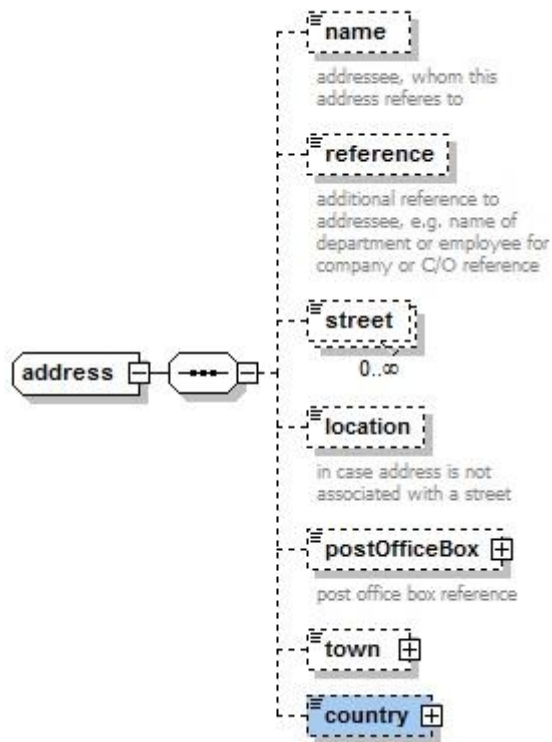 name
addressee, whom this
address referes to
reference
additional reference to
addressee, e.g. name of
department or employee for
company or C/O reference
street
0..∞
address
location
in case address is not
associated with a street
postOfficeBox
post office box reference
town
country